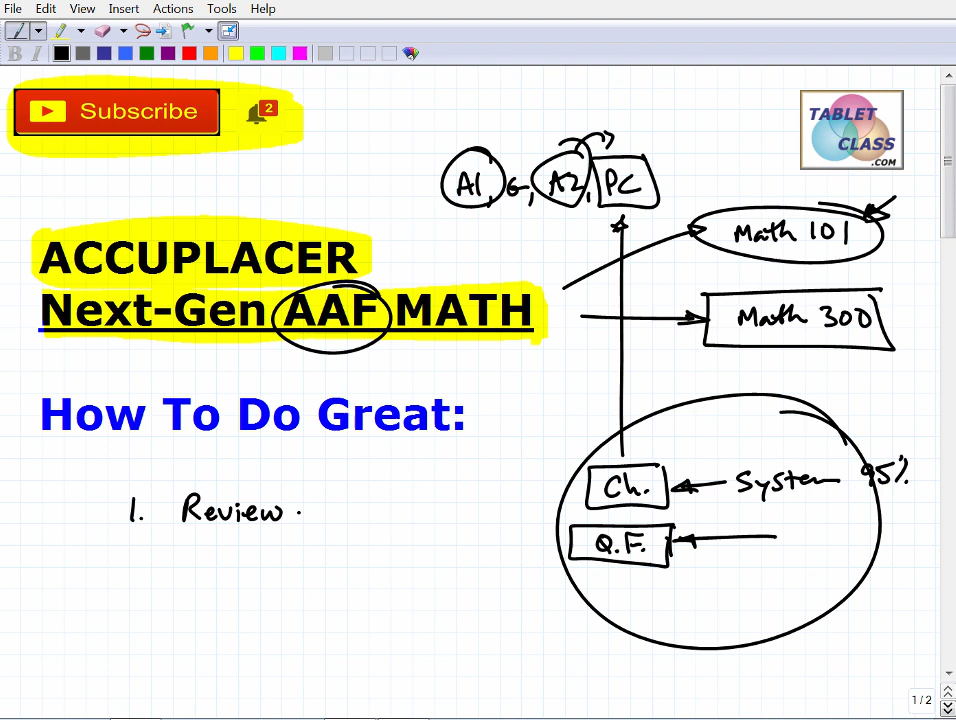 File Edit View Insert Actions Tools Help
B I
Subscribe
2
TABLET
CLASS
.COM
A1, G, A2, PC
Math 101
ACCUPLACER
Next-Gen AAF MATH
Math 300
How To Do Great:
Ch. System 95%
1. Review
Q.F.
1 / 2